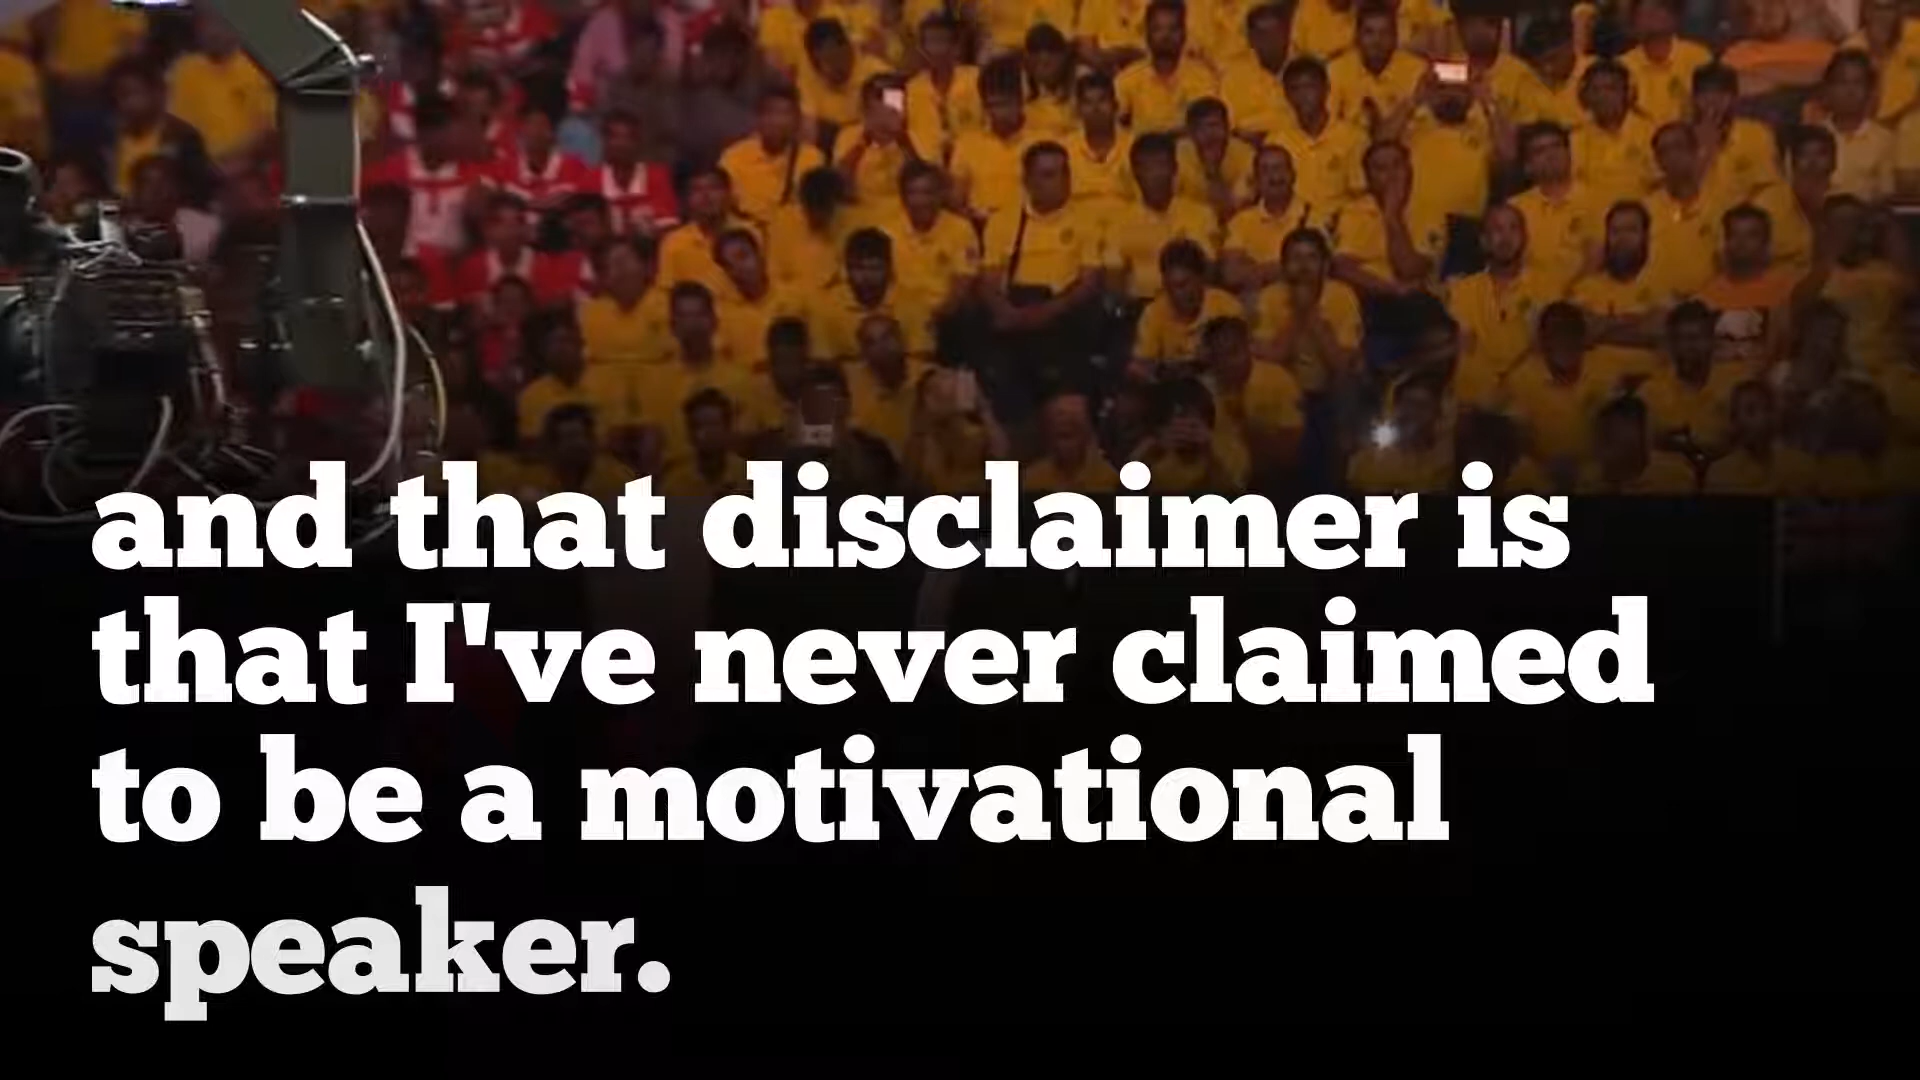 and that disclaimer is
that I've never claimed
to be a motivational
speaker.